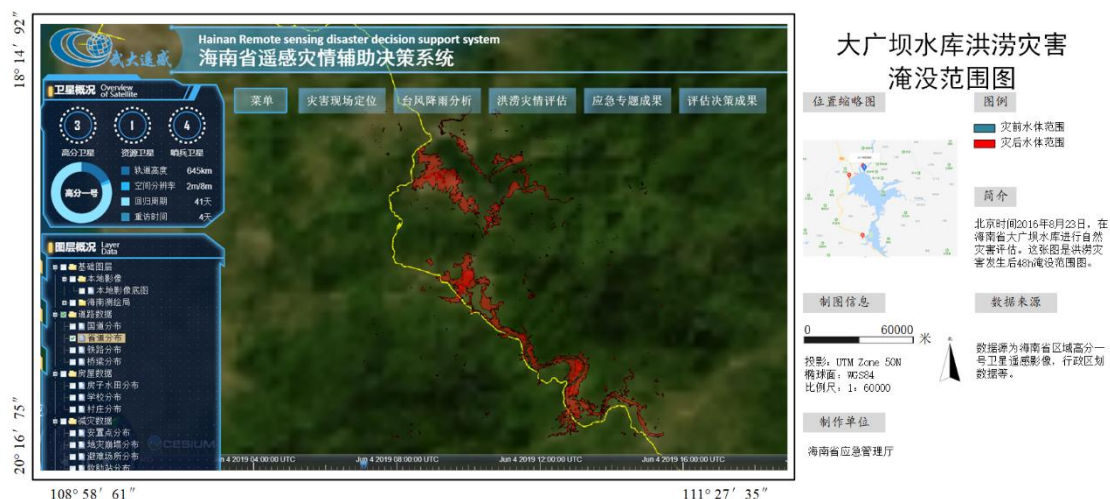 18° 14′ 92″
20° 16′ 75″
108° 58′ 61″
111° 27′ 35″
武大遥感
Hainan Remote sensing disaster decision support system
海南省遥感灾情辅助决策系统
卫星概况 Overview of Satellite
3
1
4
高分卫星
资源卫星
哨兵卫星
高分一号
轨道高度 645km
空间分辨率 2m/8m
回归周期 41天
重访时间 4天
菜单
灾害现场定位
台风降雨分析
洪涝灾情评估
应急专题成果
评估决策成果
图层概况 Layer Data
基础图层
本地影像
本地影像底图
海南测绘局
道路数据
国道分布
省道分布
铁路分布
桥梁分布
房屋数据
房子水田分布
学校分布
村庄分布
减灾数据
安置点分布
地灾崩塌分布
避难场所分布
救助站分布
CESIUM
Jun 4 2019 04:00:00 UTC
Jun 4 2019 08:00:00 UTC
Jun 4 2019 12:00:00 UTC
Jun 4 2019 16:00:00 UTC
大广坝水库洪涝灾害
淹没范围图
位置缩略图
图例
灾前水体范围
灾后水体范围
简介
北京时间2016年8月23日，在
海南省大广坝水库进行自然
灾害评估。这张图是洪涝灾
害发生后48h淹没范围图。
制图信息
0 60000 米
投影：UTM Zone 50N
椭球面：WGS84
比例尺：1：60000
数据来源
数据源为海南省区域高分一
号卫星遥感影像，行政区划
数据等。
制作单位
海南省应急管理厅